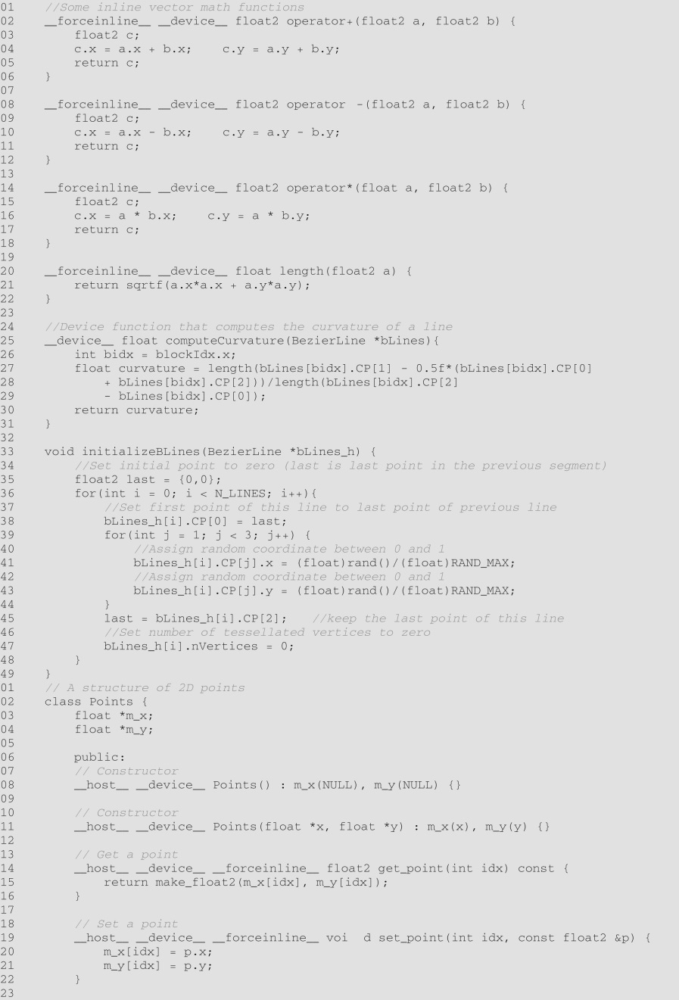 01 //Some inline vector math functions
02 __forceinline__ __device__ float2 operator+(float2 a, float2 b) {
03 float2 c;
04 c.x = a.x + b.x; c.y = a.y + b.y;
05 return c;
06 }
07
08 __forceinline__ __device__ float2 operator -(float2 a, float2 b) {
09 float2 c;
10 c.x = a.x - b.x; c.y = a.y - b.y;
11 return c;
12 }
13
14 __forceinline__ __device__ float2 operator*(float a, float2 b) {
15 float2 c;
16 c.x = a * b.x; c.y = a * b.y;
17 return c;
18 }
19
20 __forceinline__ __device__ float length(float2 a) {
21 return sqrtf(a.x*a.x + a.y*a.y);
22 }
23
24 //Device function that computes the curvature of a line
25 __device__ float computeCurvature(BezierLine *bLines){
26 int bidx = blockIdx.x;
27 float curvature = length(bLines[bidx].CP[1] - 0.5f*(bLines[bidx].CP[0]
28 + bLines[bidx].CP[2]))/length(bLines[bidx].CP[2]
29 - bLines[bidx].CP[0]);
30 return curvature;
31 }
32
33 void initializeBLines(BezierLine *bLines_h) {
34 //Set initial point to zero (last is last point in the previous segment)
35 float2 last = {0,0};
36 for(int i = 0; i < N_LINES; i++){
37 //Set first point of this line to last point of previous line
38 bLines_h[i].CP[0] = last;
39 for(int j = 1; j < 3; j++) {
40 //Assign random coordinate between 0 and 1
41 bLines_h[i].CP[j].x = (float)rand()/(float)RAND_MAX;
42 //Assign random coordinate between 0 and 1
43 bLines_h[i].CP[j].y = (float)rand()/(float)RAND_MAX;
44 }
45 last = bLines_h[i].CP[2]; //keep the last point of this line
46 //Set number of tessellated vertices to zero
47 bLines_h[i].nVertices = 0;
48 }
49 }
01 // A structure of 2D points
02 class Points {
03 float *m_x;
04 float *m_y;
05
06 public:
07 // Constructor
08 __host__ __device__ Points() : m_x(NULL), m_y(NULL) {}
09
10 // Constructor
11 __host__ __device__ Points(float *x, float *y) : m_x(x), m_y(y) {}
12
13 // Get a point
14 __host__ __device__ __forceinline__ float2 get_point(int idx) const {
15 return make_float2(m_x[idx], m_y[idx]);
16 }
17
18 // Set a point
19 __host__ __device__ __forceinline__ voi d set_point(int idx, const float2 &p) {
20 m_x[idx] = p.x;
21 m_y[idx] = p.y;
22 }
23